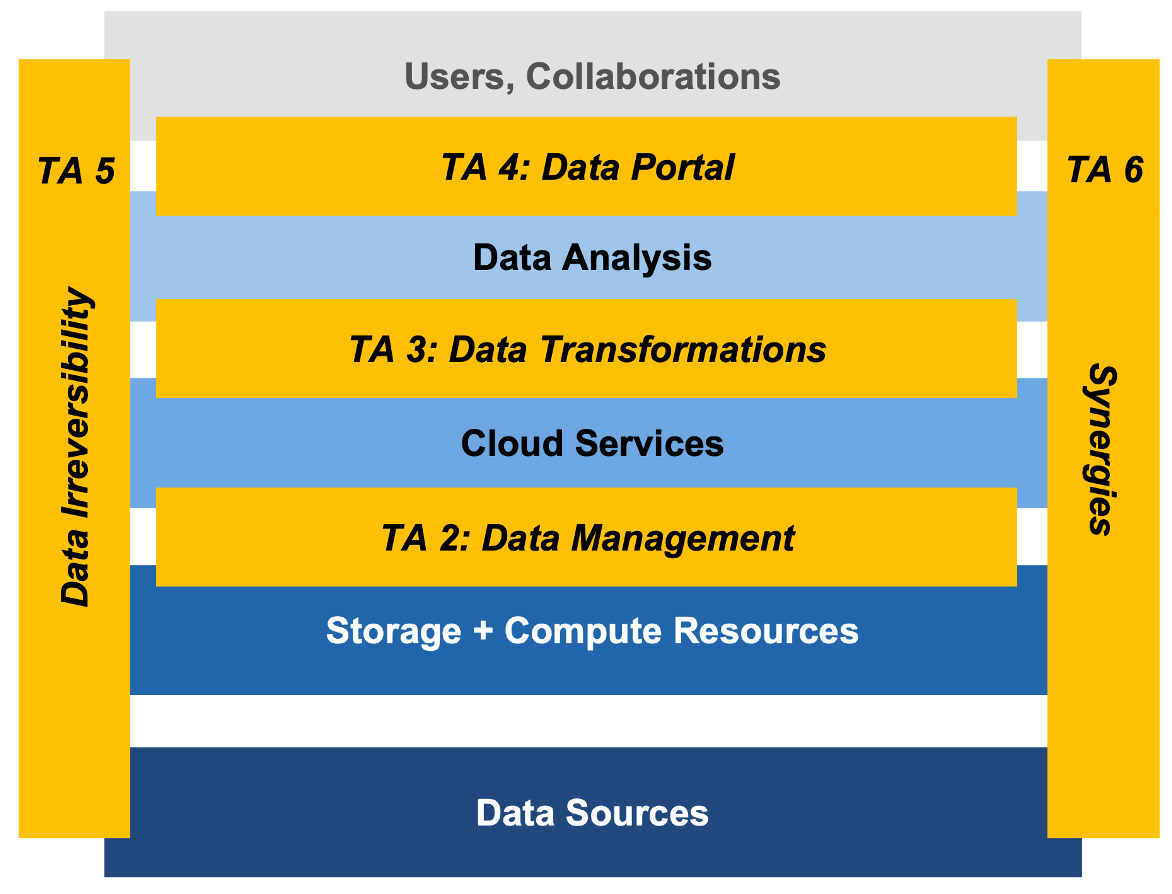 Users, Collaborations
TA 5
TA 4: Data Portal
TA 6
Data Analysis
TA 3: Data Transformations
Data Irreversibility
Cloud Services
Synergies
TA 2: Data Management
Storage + Compute Resources
Data Sources